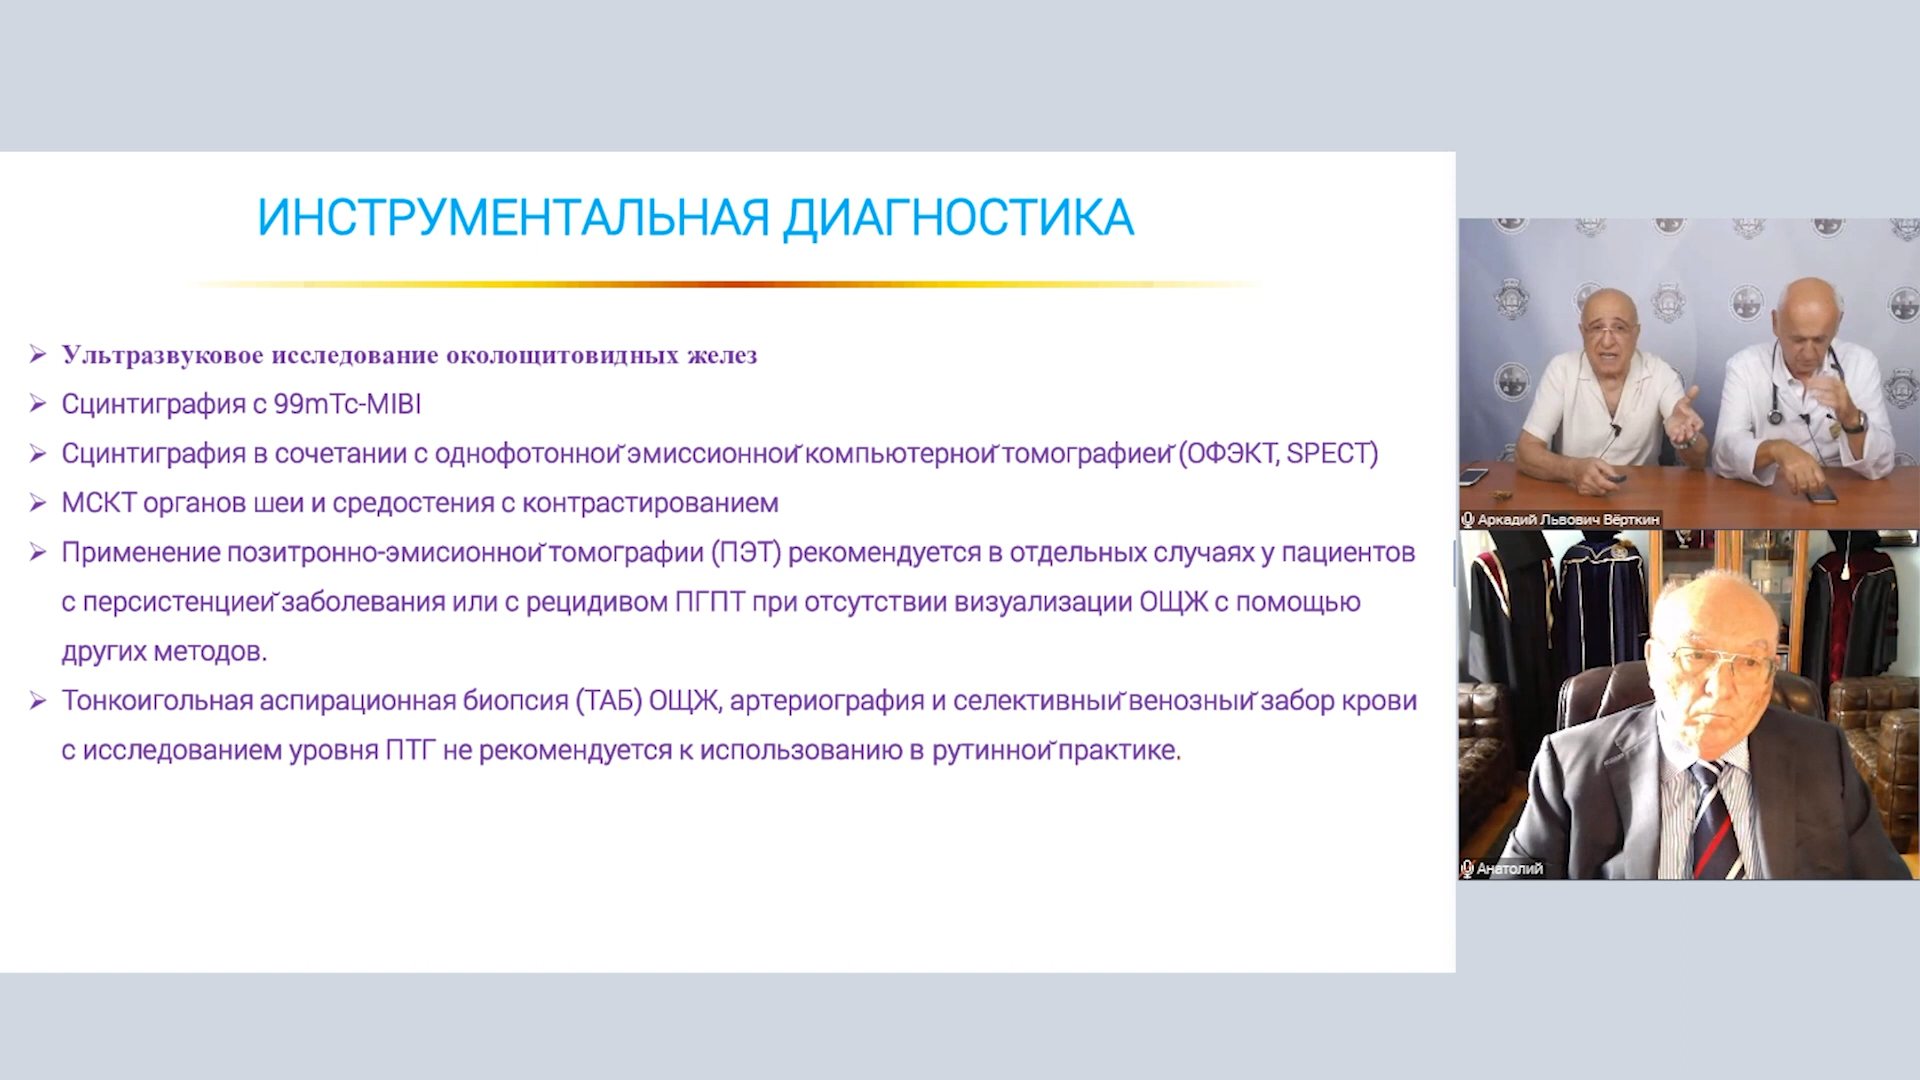 ИНСТРУМЕНТАЛЬНАЯ ДИАГНОСТИКА
➢ Ультразвуковое исследование околощитовидных желез
➢ Сцинтиграфия с 99mTc-MIBI
➢ Сцинтиграфия в сочетании с однофотонной эмиссионной компьютерной томографией (ОФЭКТ, SPECT)
➢ МСКТ органов шеи и средостения с контрастированием
➢ Применение позитронно-эмисионной томографии (ПЭТ) рекомендуется в отдельных случаях у пациентов
с персистенцией заболевания или с рецидивом ПГПТ при отсутствии визуализации ОЩЖ с помощью
других методов.
➢ Тонкоигольная аспирационная биопсия (ТАБ) ОЩЖ, артериография и селективный венозный забор крови
с исследованием уровня ПТГ не рекомендуется к использованию в рутинной практике.
Аркадий Львович Вёрткин
Анатолий